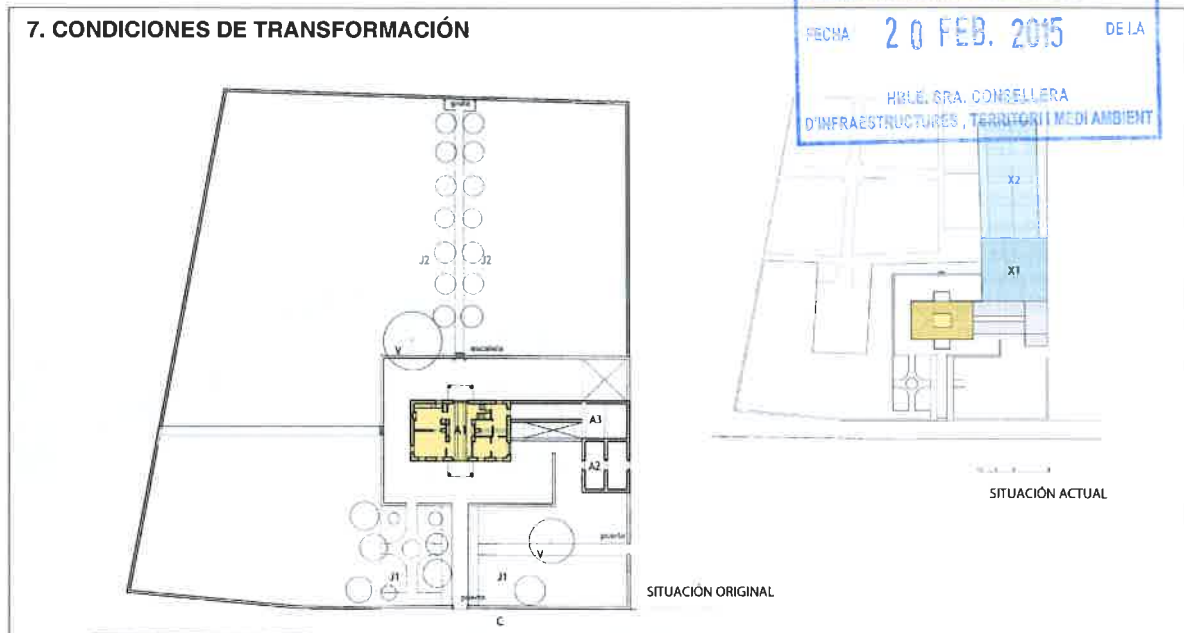 7. CONDICIONES DE TRANSFORMACIÓN
FECHA 20 FEB. 2015 DE LA
HBLE. SRA. CONSELLERA
D'INFRAESTRUCTURES, TERRITORI I MEDI AMBIENT
X2
J2 J2
X1
V
escalera
A1
A3
A2
SITUACIÓN ACTUAL
puerta
V
J1
J1
puerta
SITUACIÓN ORIGINAL
C